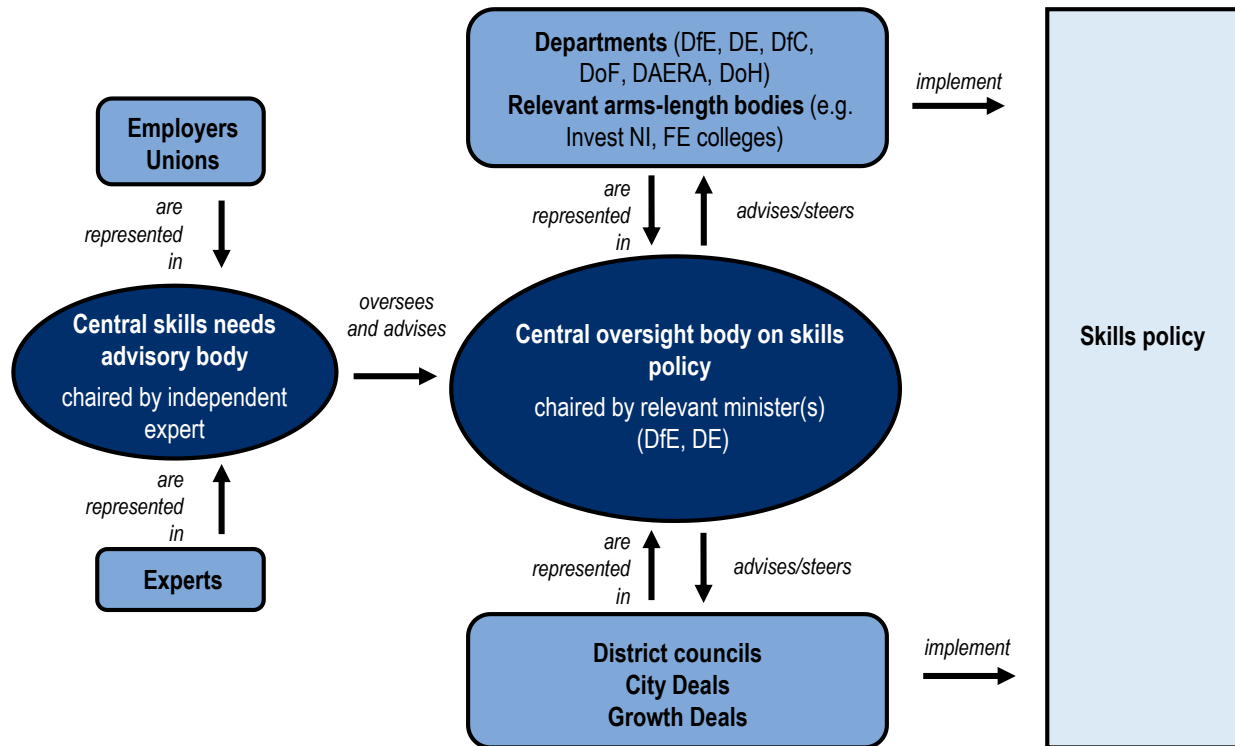 Departments (DfE, DE, DfC,
DoF, DAERA, DoH)
Relevant arms-length bodies (e.g.
Invest NI, FE colleges)
implement
Employers
Unions
are
represented
in
are
represented
in
advises/steers
Central skills needs
advisory body
chaired by independent
expert
oversees
and advises
Central oversight body on skills
policy
chaired by relevant minister(s)
(DfE, DE)
Skills policy
are
represented
in
Experts
are
represented
in
advises/steers
District councils
City Deals
Growth Deals
implement